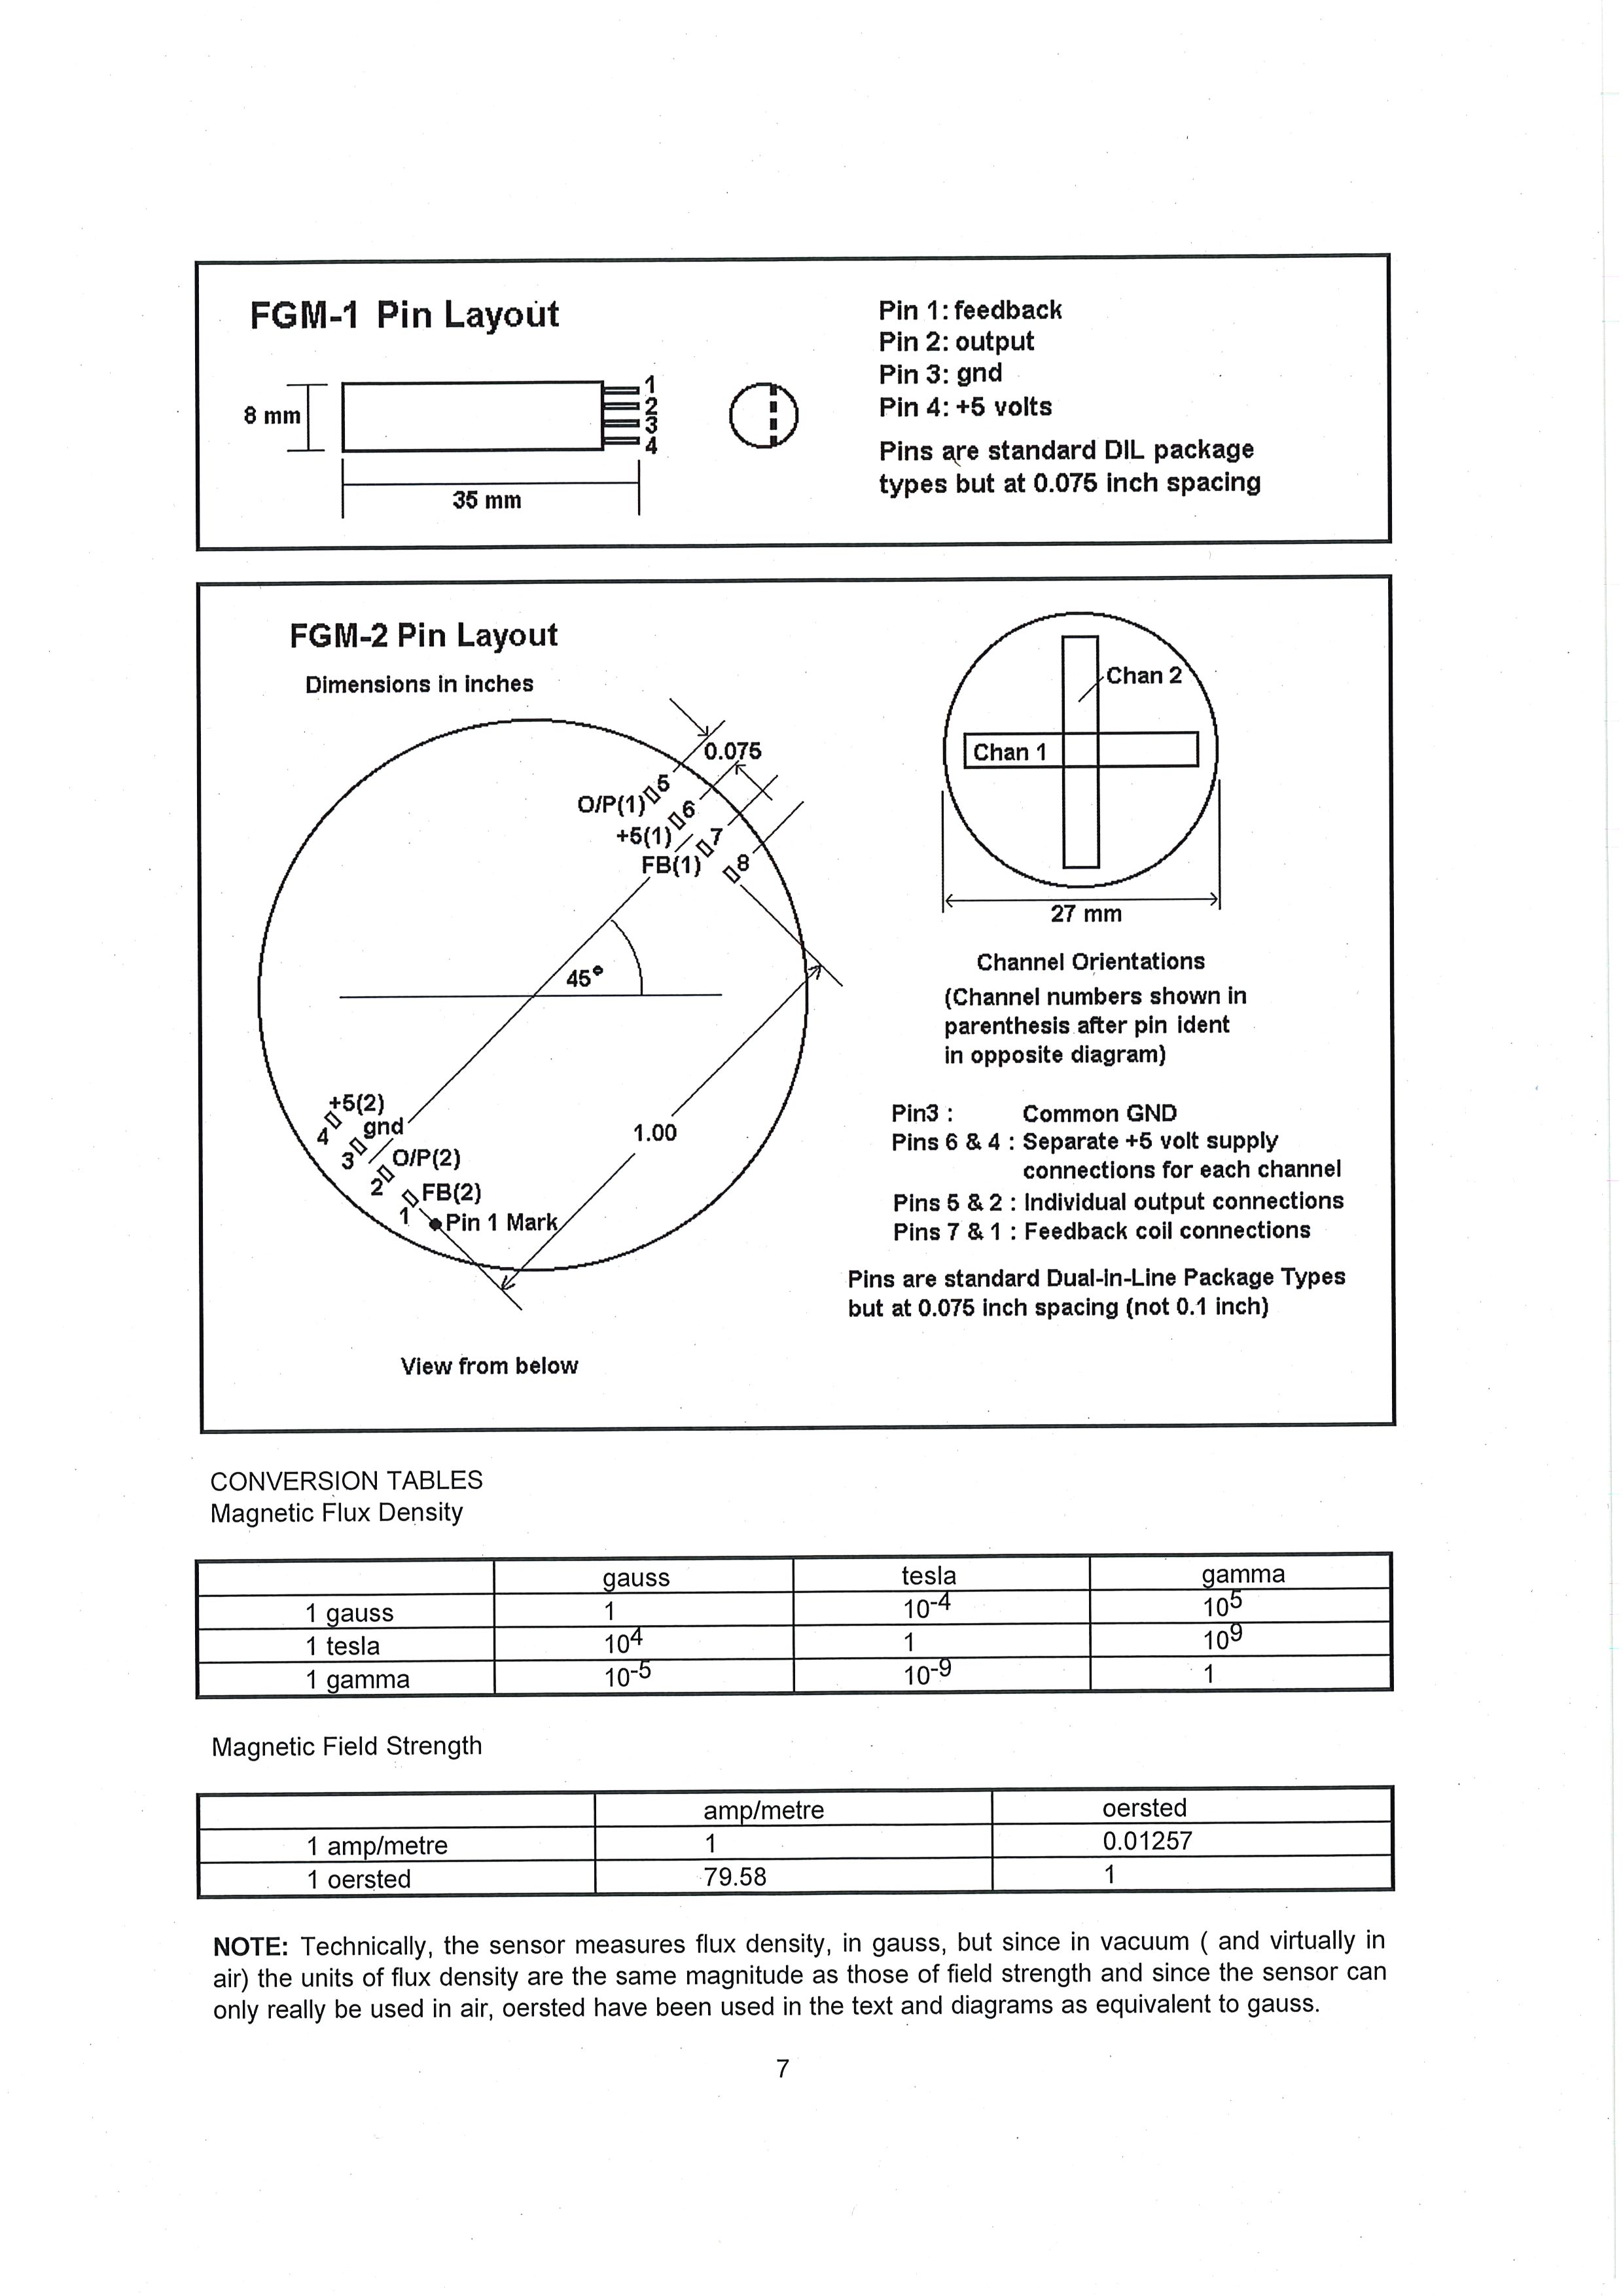 FGM-1 Pin Layout
8 mm
1
2
3
4
35 mm
Pin 1: feedback
Pin 2: output
Pin 3: gnd
Pin 4: +5 volts
Pins are standard DIL package
types but at 0.075 inch spacing
FGM-2 Pin Layout
Dimensions in inches
0.075
O/P(1) 5
+5(1) 6
FB(1) 7
8
45°
+5(2)
4 gnd
3 O/P(2)
2 FB(2)
1 Pin 1 Mark
1.00
View from below
Chan 2
Chan 1
27 mm
Channel Orientations
(Channel numbers shown in
parenthesis after pin ident
in opposite diagram)
Pin3 : Common GND
Pins 6 & 4 : Separate +5 volt supply
connections for each channel
Pins 5 & 2 : Individual output connections
Pins 7 & 1 : Feedback coil connections
Pins are standard Dual-In-Line Package Types
but at 0.075 inch spacing (not 0.1 inch)
CONVERSION TABLES
Magnetic Flux Density
gauss tesla gamma
1 gauss 1 10-4 105
1 tesla 104 1 109
1 gamma 10-5 10-9 1
Magnetic Field Strength
amp/metre oersted
1 amp/metre 1 0.01257
1 oersted 79.58 1
NOTE: Technically, the sensor measures flux density, in gauss, but since in vacuum ( and virtually in
air) the units of flux density are the same magnitude as those of field strength and since the sensor can
only really be used in air, oersted have been used in the text and diagrams as equivalent to gauss.
7